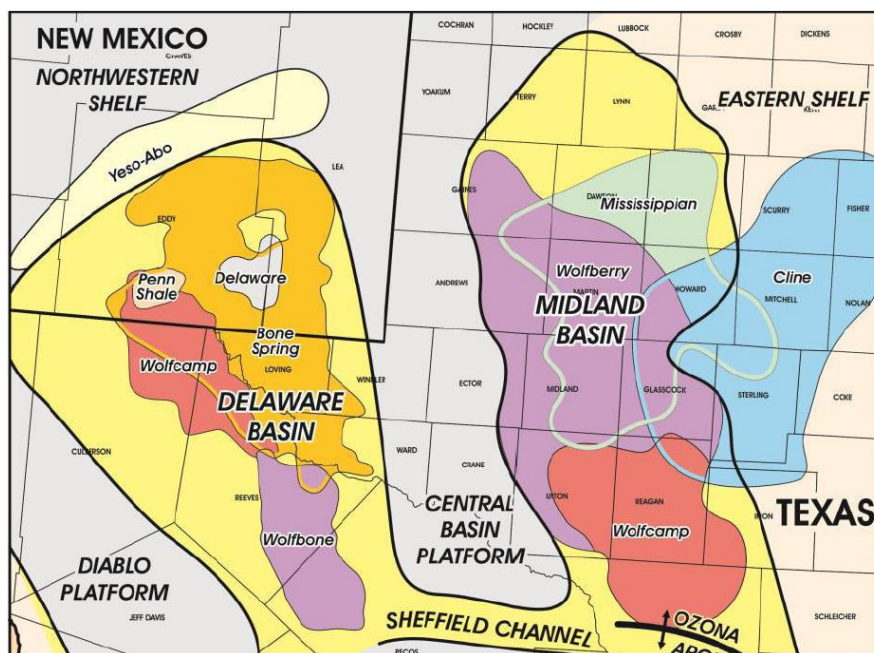 NEW MEXICO
NORTHWESTERN
SHELF
Yeso-Abo
LEA
EDDY
Penn
Shale
Delaware
Bone
Spring
LOVING
Wolfcamp
DELAWARE
BASIN
WINKLER
CULBERSON
REEVES
WARD
Wolfbone
DIABLO
PLATFORM
JEFF DAVIS
PECOS
SHEFFIELD CHANNEL
CENTRAL
BASIN
PLATFORM
CRANE
ECTOR
ANDREWS
GAINES
YOAKUM
COCHRAN
HOCKLEY
LUBBOCK
CROSBY
DICKENS
TERRY
LYNN
EASTERN SHELF
DAWSON
Mississippian
SCURRY
FISHER
Wolfberry
MARTIN
HOWARD
Cline
MITCHELL
NOLAN
MIDLAND
BASIN
MIDLAND
GLASSCOCK
STERLING
COKE
UPTON
REAGAN
Wolfcamp
TEXAS
SCHLEICHER
OZONA